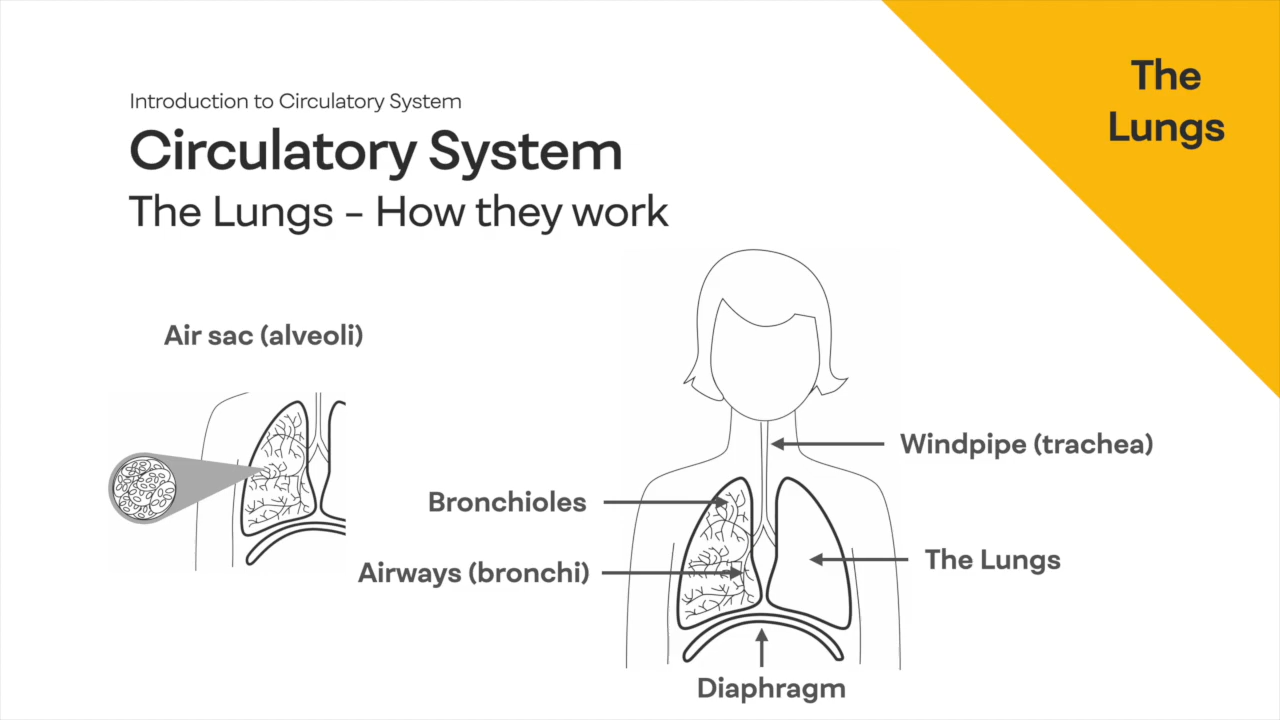 Introduction to Circulatory System
Circulatory System
The Lungs – How they work
The
Lungs
Air sac (alveoli)
Windpipe (trachea)
Bronchioles
Airways (bronchi)
The Lungs
Diaphragm